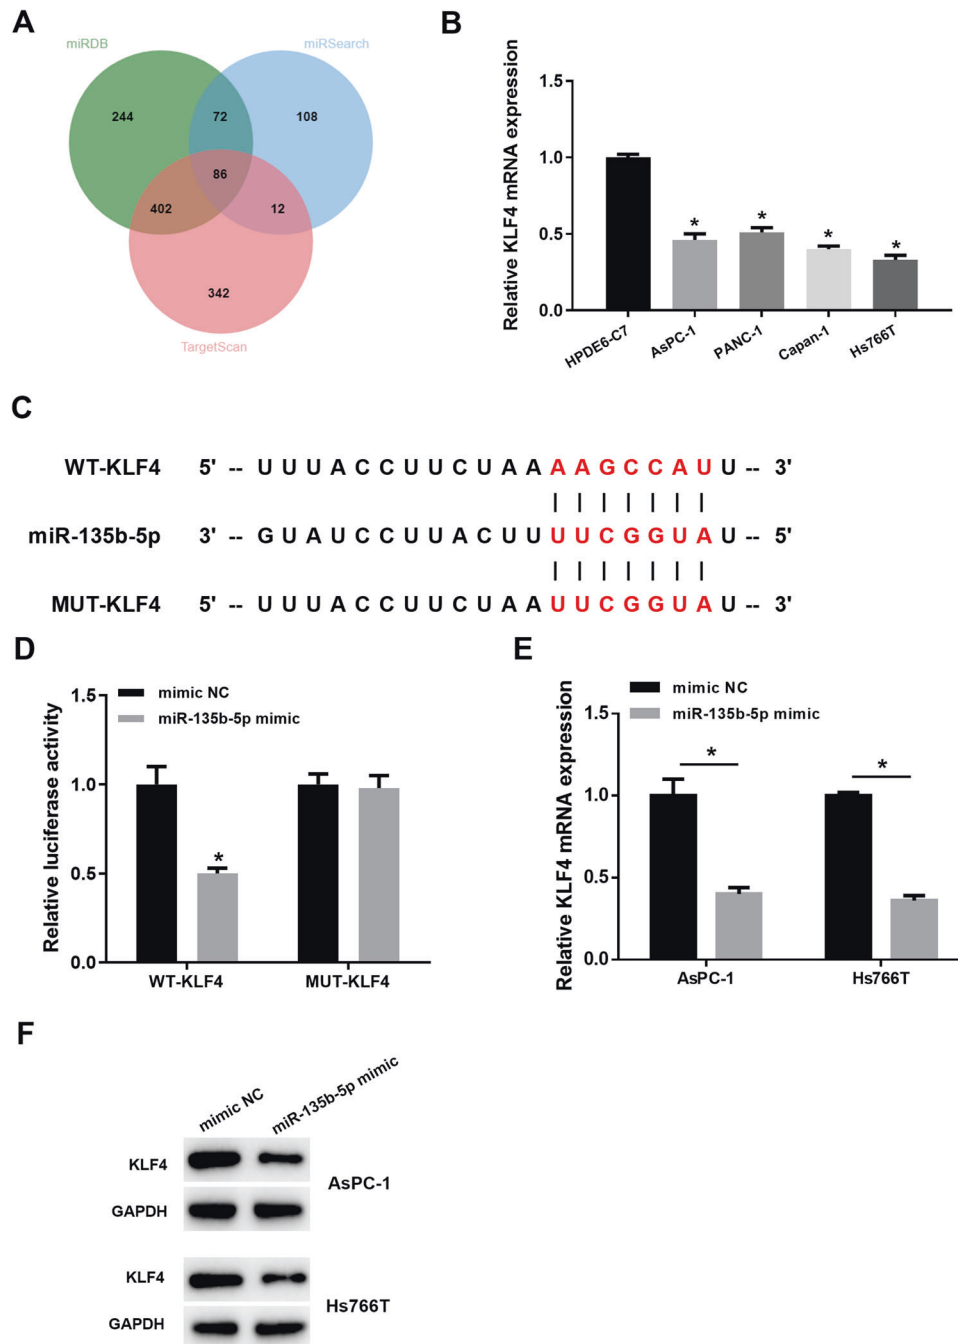 A
miRDB
miRSearch
244
72
108
86
402
12
342
TargetScan
B
Relative KLF4 mRNA expression
1.5
1.0
0.5
0.0
*
*
*
*
HPDE6-C7
AsPC-1
PANC-1
Capan-1
Hs766T
C
WT-KLF4 5' -- U U U A C C U U C U A A A A G C C A U U -- 3'
miR-135b-5p 3' -- G U A U C C U U A C U U U U C G G U A U -- 5'
MUT-KLF4 5' -- U U U A C C U U C U A A U U C G G U A U -- 3'
D
mimic NC
miR-135b-5p mimic
Relative luciferase activity
1.5
1.0
0.5
0.0
*
WT-KLF4
MUT-KLF4
E
mimic NC
miR-135b-5p mimic
Relative KLF4 mRNA expression
1.5
1.0
0.5
0.0
*
*
AsPC-1
Hs766T
F
mimic NC
miR-135b-5p mimic
KLF4
GAPDH
AsPC-1
KLF4
GAPDH
Hs766T